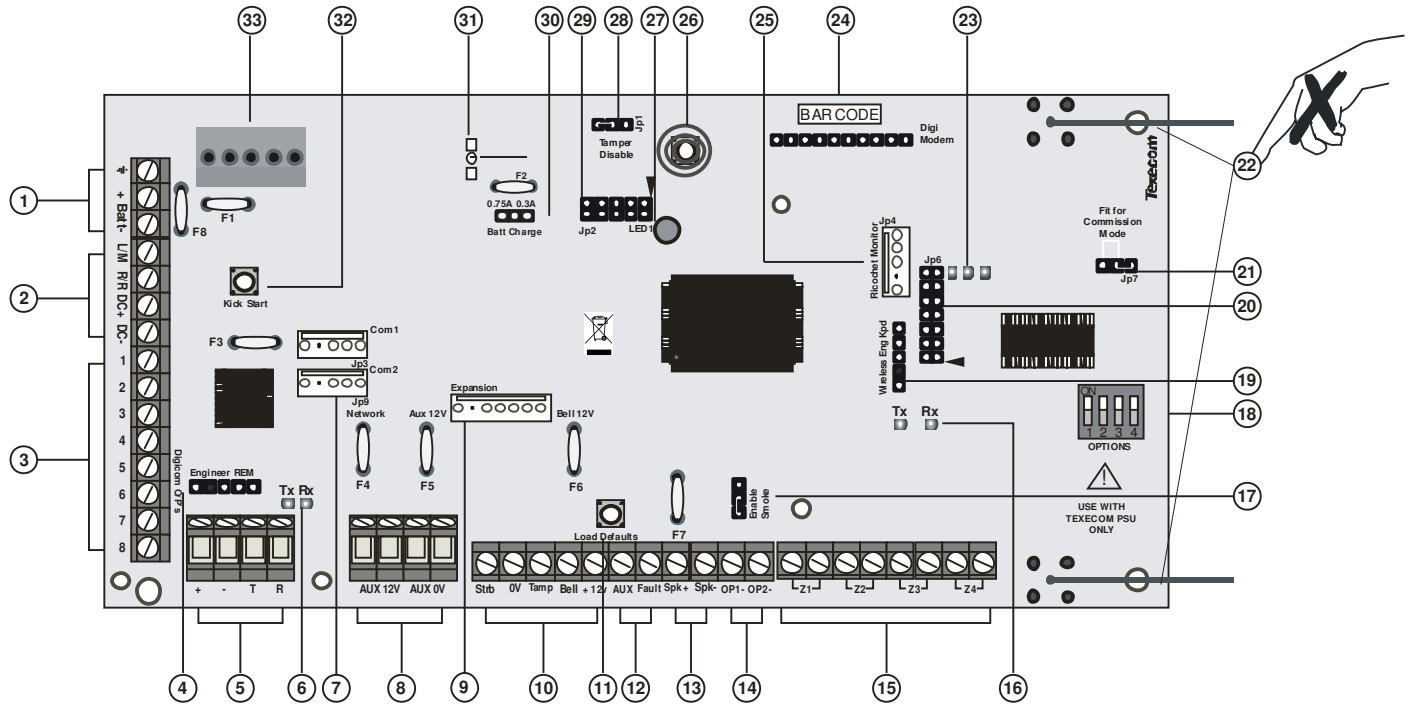 33 32 31 30 29 28 27 26 25 24 23
BAR CODE
Jp1
Tamper
Disable
Digi
Modem
22
Texecom
1
+ Batt-
F1
F8
F2
0.75A 0.3A
Batt Charge
Jp2
LED1
Jp4
Ricochet Monitor
Jp6
Fit for
Commission
Mode
Jp7
21
2
L/M R/R DC+ DC-
Kick Start
20
F3
Com1
Jp3
Com2
Jp9
Wireless Eng Kpd
19
3
1
2
3
4
5
6
7
8
Digicom O'P's
Network
Aux 12V
Expansion
Bell 12V
Tx Rx
ON
1 2 3 4
OPTIONS
18
Engineer REM
Tx Rx
F4
F5
F6
F7
Enable
Smoke
17
USE WITH
TEXECOM PSU
ONLY
Load Defaults
+ - T R
AUX 12V AUX 0V
Strb 0V Tamp Bell + 12v AUX Fault Spk+ Spk- OP1- OP2-
Z1 Z2 Z3 Z4
4 5 6 7 8 9 10 11 12 13 14 15 16